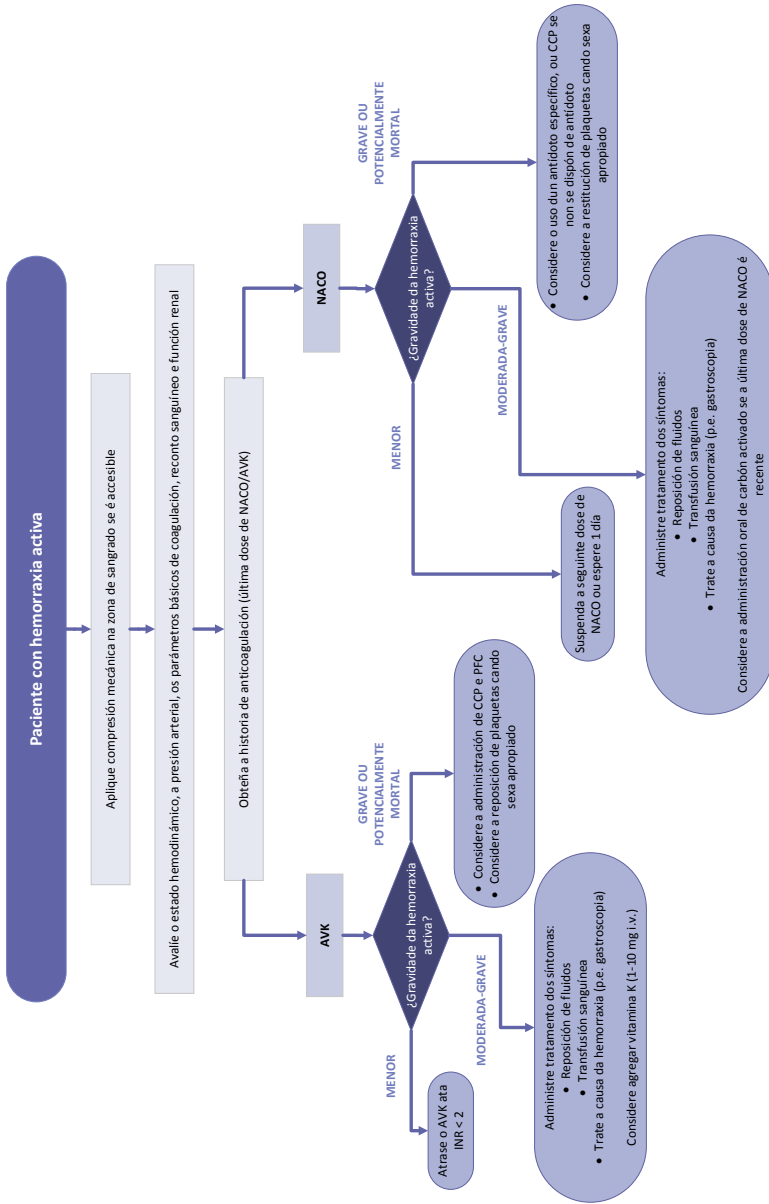 Paciente con hemorraxia activa
Aplique compresión mecánica na zona de sangrado se é accesible
Avalíe o estado hemodinámico, a presión arterial, os parámetros básicos de coagulación, reconto sanguíneo e función renal
Obteña a historia de anticoagulación (última dose de NACO/AVK)
AVK
¿Gravidade da hemorraxia
activa?
MENOR
Atrase o AVK ata
INR < 2
MODERADA-GRAVE
Administre tratamento dos síntomas:
• Reposición de fluidos
• Transfusión sanguínea
• Trate a causa da hemorraxia (p.e. gastroscopia)
Considere agregar vitamina K (1-10 mg i.v.)
GRAVE OU
POTENCIALMENTE
MORTAL
• Considere a administración de CCP e PFC
• Considere a reposición de plaquetas cando
sexa apropiado
NACO
¿Gravidade da hemorraxia
activa?
MENOR
Suspenda a seguinte dose de
NACO ou espere 1 día
MODERADA-GRAVE
Administre tratamento dos síntomas:
• Reposición de fluidos
• Transfusión sanguínea
• Trate a causa da hemorraxia (p.e. gastroscopia)
Considere a administración oral de carbón activado se a última dose de NACO é
recente
GRAVE OU
POTENCIALMENTE
MORTAL
• Considere o uso dun antídoto específico, ou CCP se
non se dispón de antídoto
• Considere a restitución de plaquetas cando sexa
apropiado